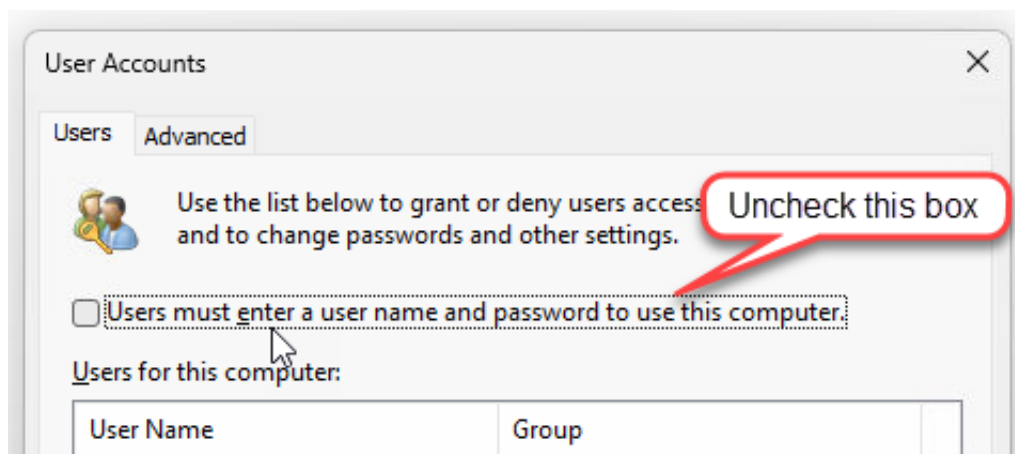 User Accounts
Users
Advanced
Use the list below to grant or deny users access
and to change passwords and other settings.
Uncheck this box
Users must enter a user name and password to use this computer.
Users for this computer:
User Name
Group